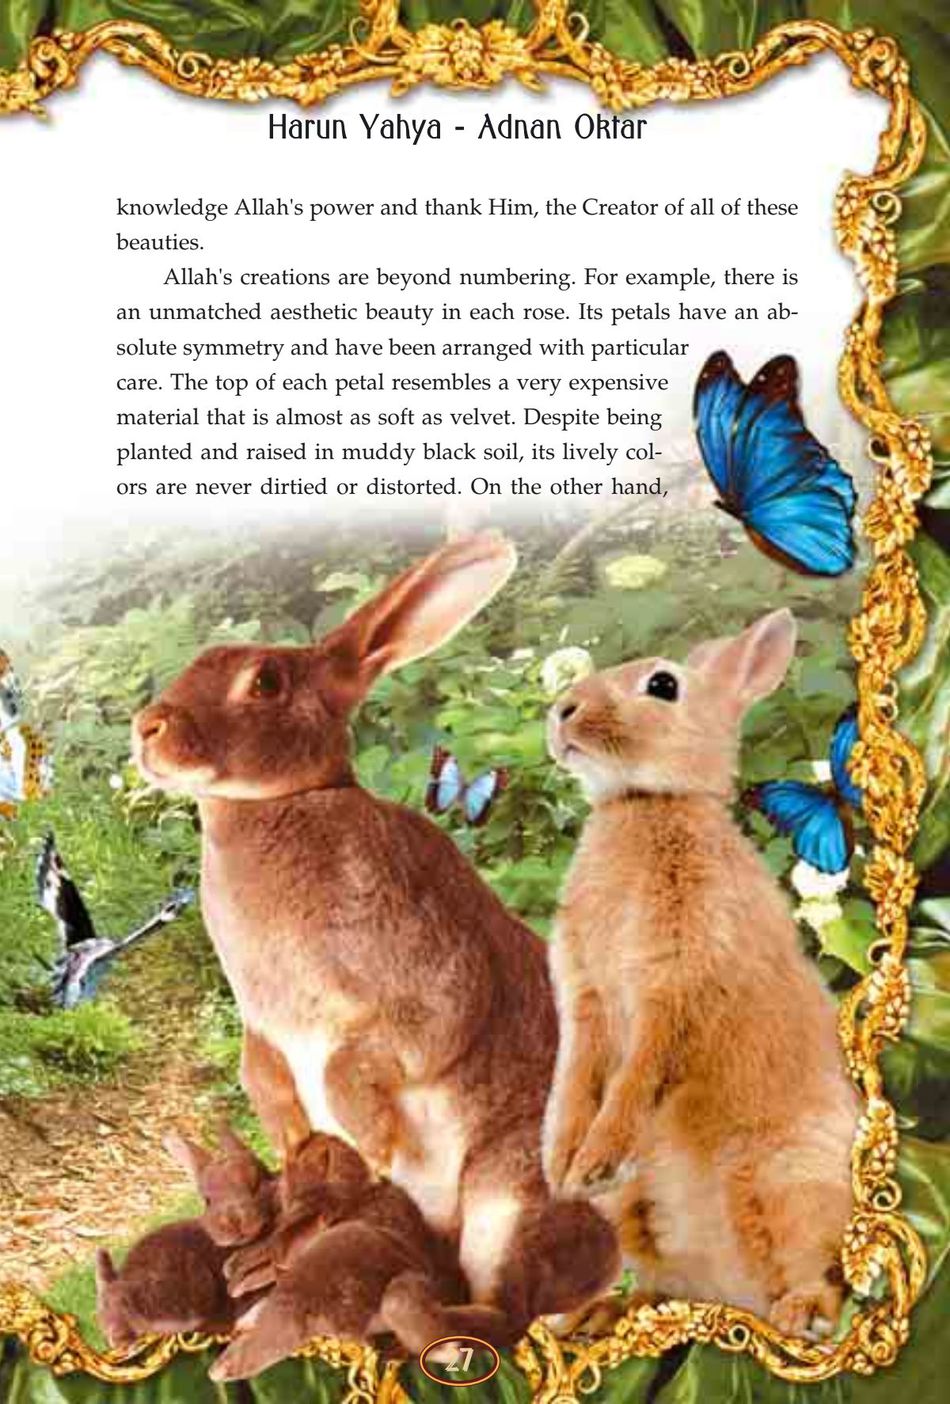 Harun Yahya - Adnan Oktar
knowledge Allah's power and thank Him, the Creator of all of these
beauties.
Allah's creations are beyond numbering. For example, there is
an unmatched aesthetic beauty in each rose. Its petals have an ab-
solute symmetry and have been arranged with particular
care. The top of each petal resembles a very expensive
material that is almost as soft as velvet. Despite being
planted and raised in muddy black soil, its lively col-
ors are never dirtied or distorted. On the other hand,
27